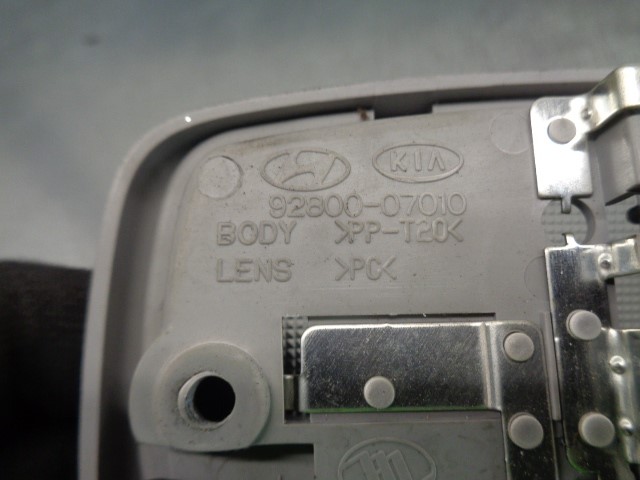 KIA
92800-07010
BODY >PP-T20<
LENS >PC<